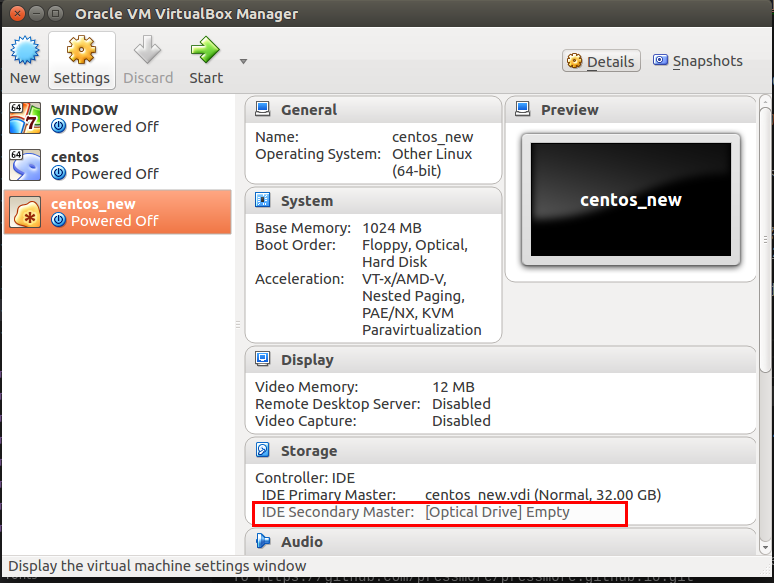 Oracle VM VirtualBox Manager
New
Settings
Discard
Start
Details
Snapshots
64
7
WINDOW
Powered Off
64
centos
Powered Off
centos_new
Powered Off
General
Name: centos_new
Operating System: Other Linux
(64-bit)
Preview
centos_new
System
Base Memory: 1024 MB
Boot Order: Floppy, Optical,
Hard Disk
Acceleration: VT-x/AMD-V,
Nested Paging,
PAE/NX, KVM
Paravirtualization
Display
Video Memory: 12 MB
Remote Desktop Server: Disabled
Video Capture: Disabled
Storage
Controller: IDE
IDE Primary Master: centos_new.vdi (Normal, 32.00 GB)
IDE Secondary Master: [Optical Drive] Empty
Audio
Display the virtual machine settings window